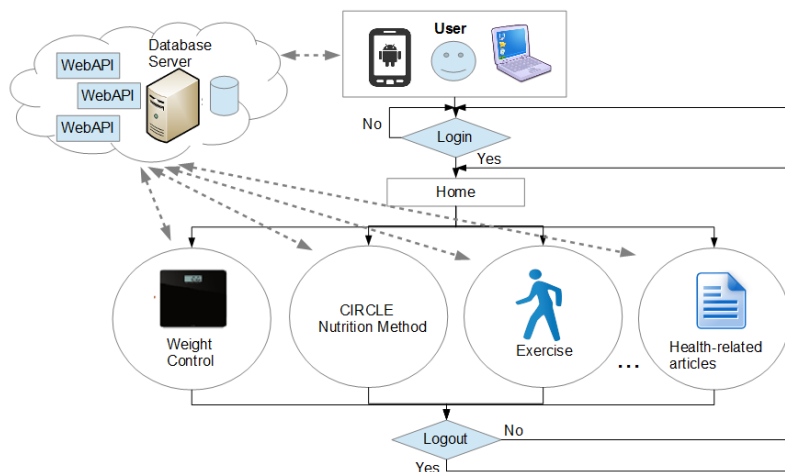 Database
Server
WebAPI
WebAPI
WebAPI
User
No
Login
Yes
Home
Weight
Control
CIRCLE
Nutrition Method
Exercise
...
Health-related
articles
Logout
No
Yes